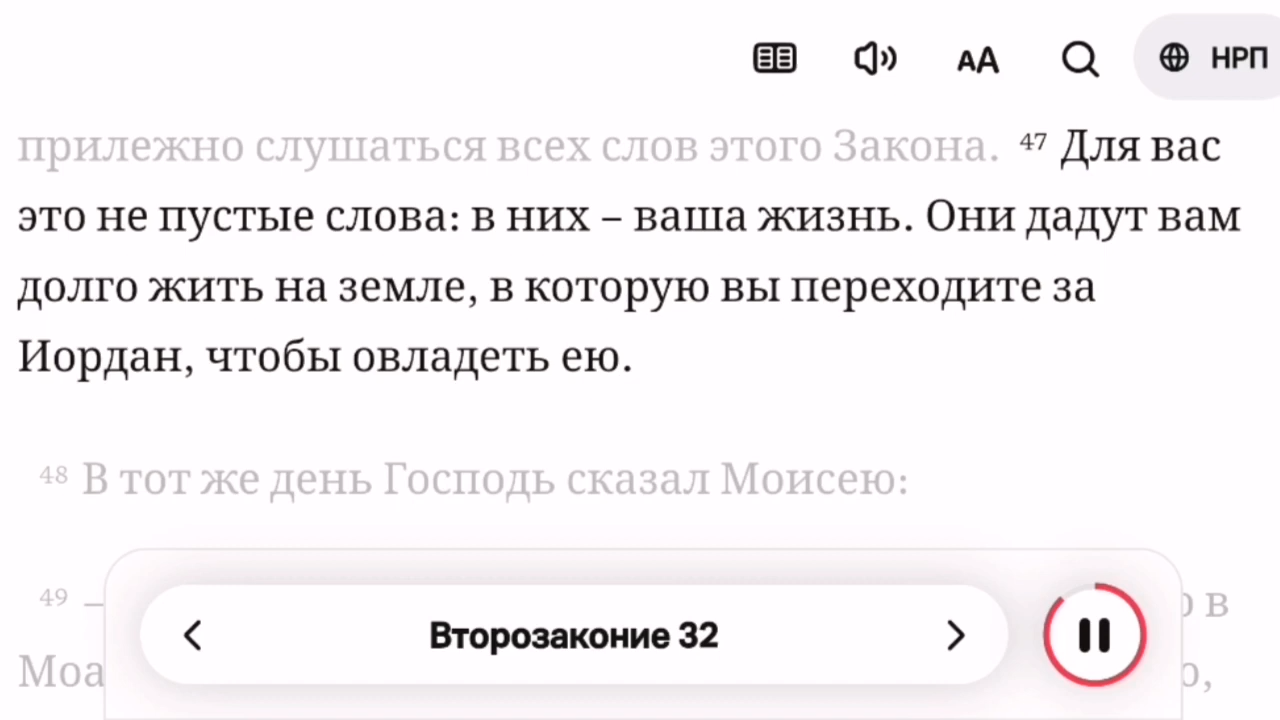 НРП
прилежно слушаться всех слов этого Закона. 47 Для вас
это не пустые слова: в них – ваша жизнь. Они дадут вам
долго жить на земле, в которую вы переходите за
Иордан, чтобы овладеть ею.
48 В тот же день Господь сказал Моисею:
49 – в
Второзаконие 32